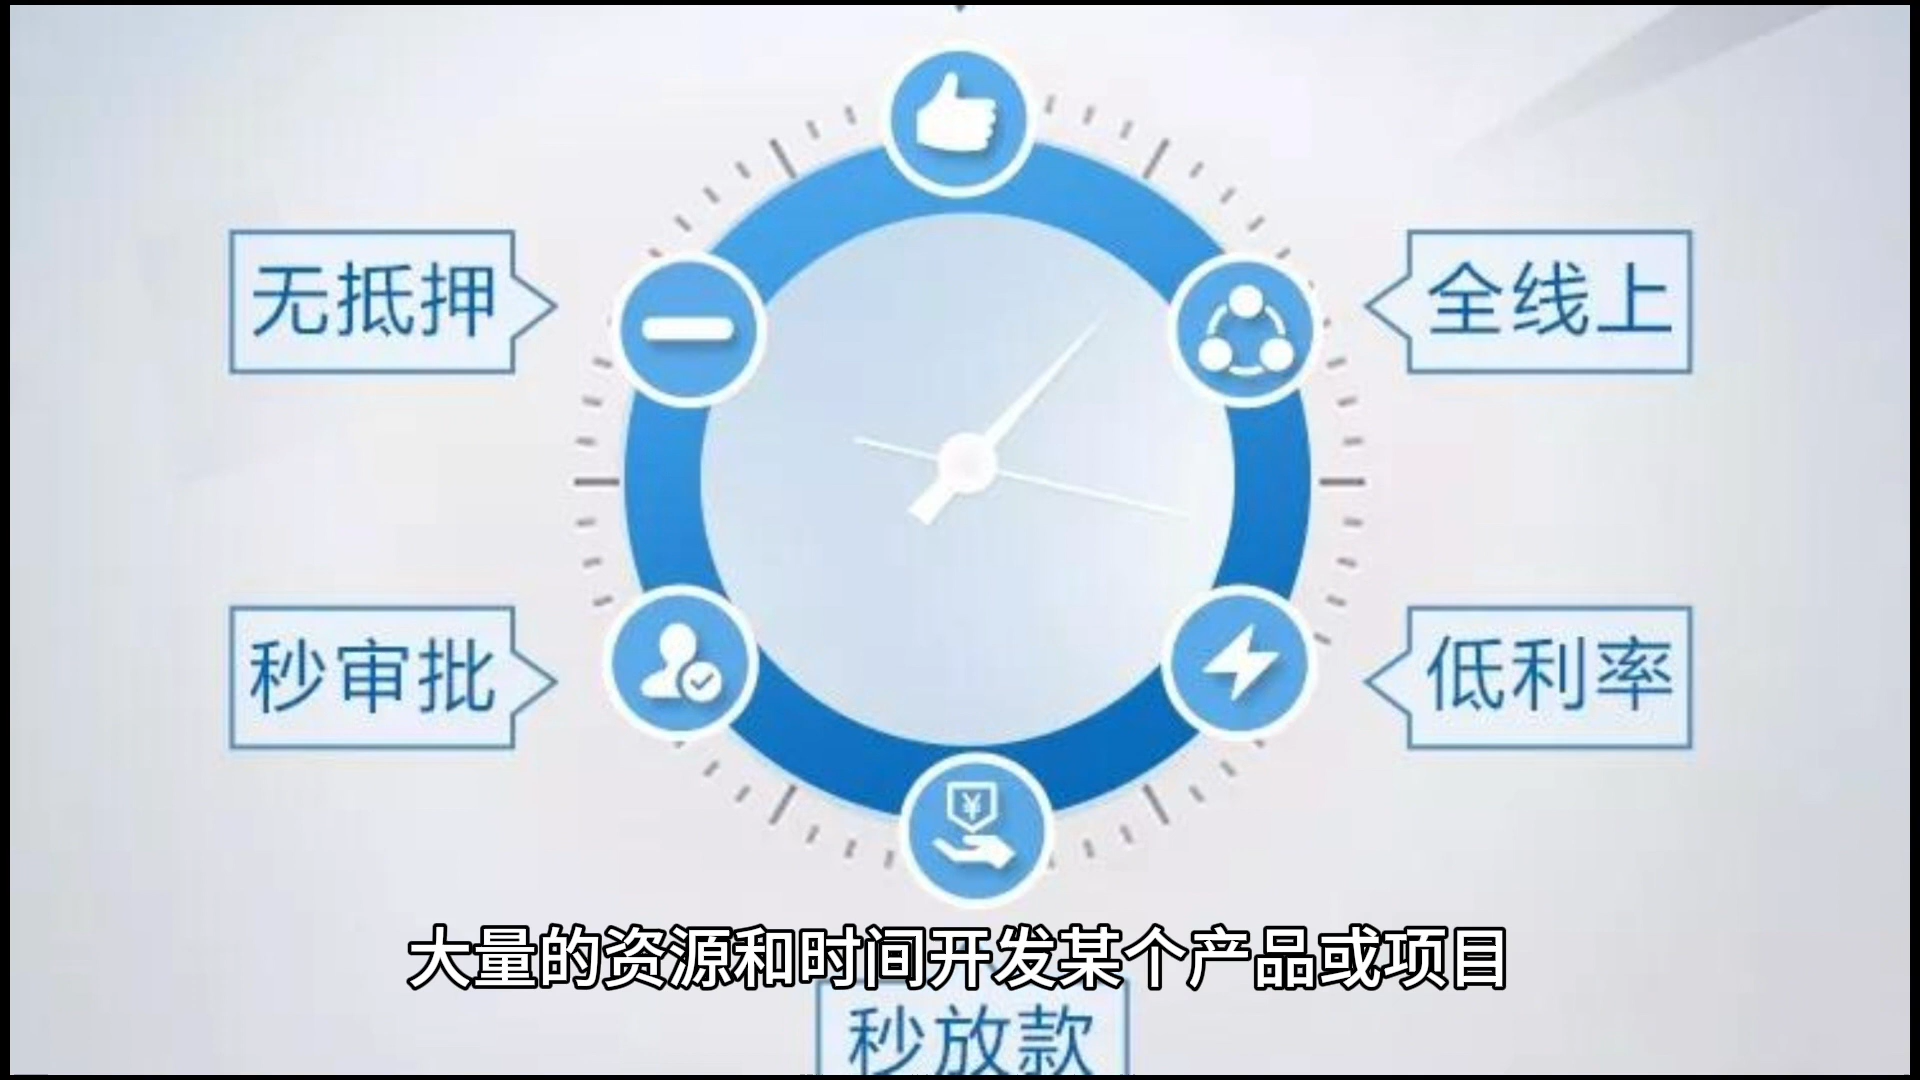 无抵押
全线上
秒审批
低利率
¥
大量的资源和时间开发某个产品或项目
秒放款